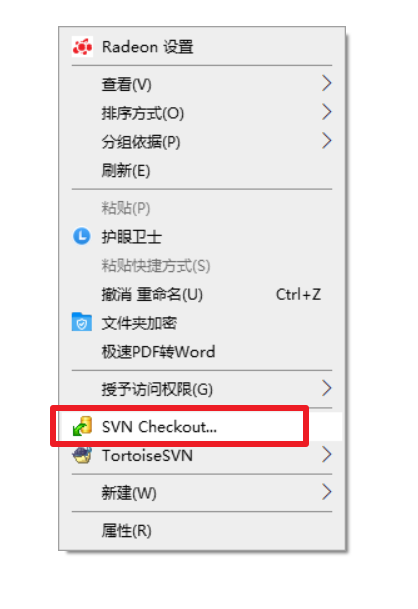 Radeon 设置
查看(V)
排序方式(O)
分组依据(P)
刷新(E)
粘贴(P)
护眼卫士
粘贴快捷方式(S)
撤消 重命名(U) Ctrl+Z
文件夹加密
极速PDF转Word
授予访问权限(G)
SVN Checkout...
TortoiseSVN
新建(W)
属性(R)